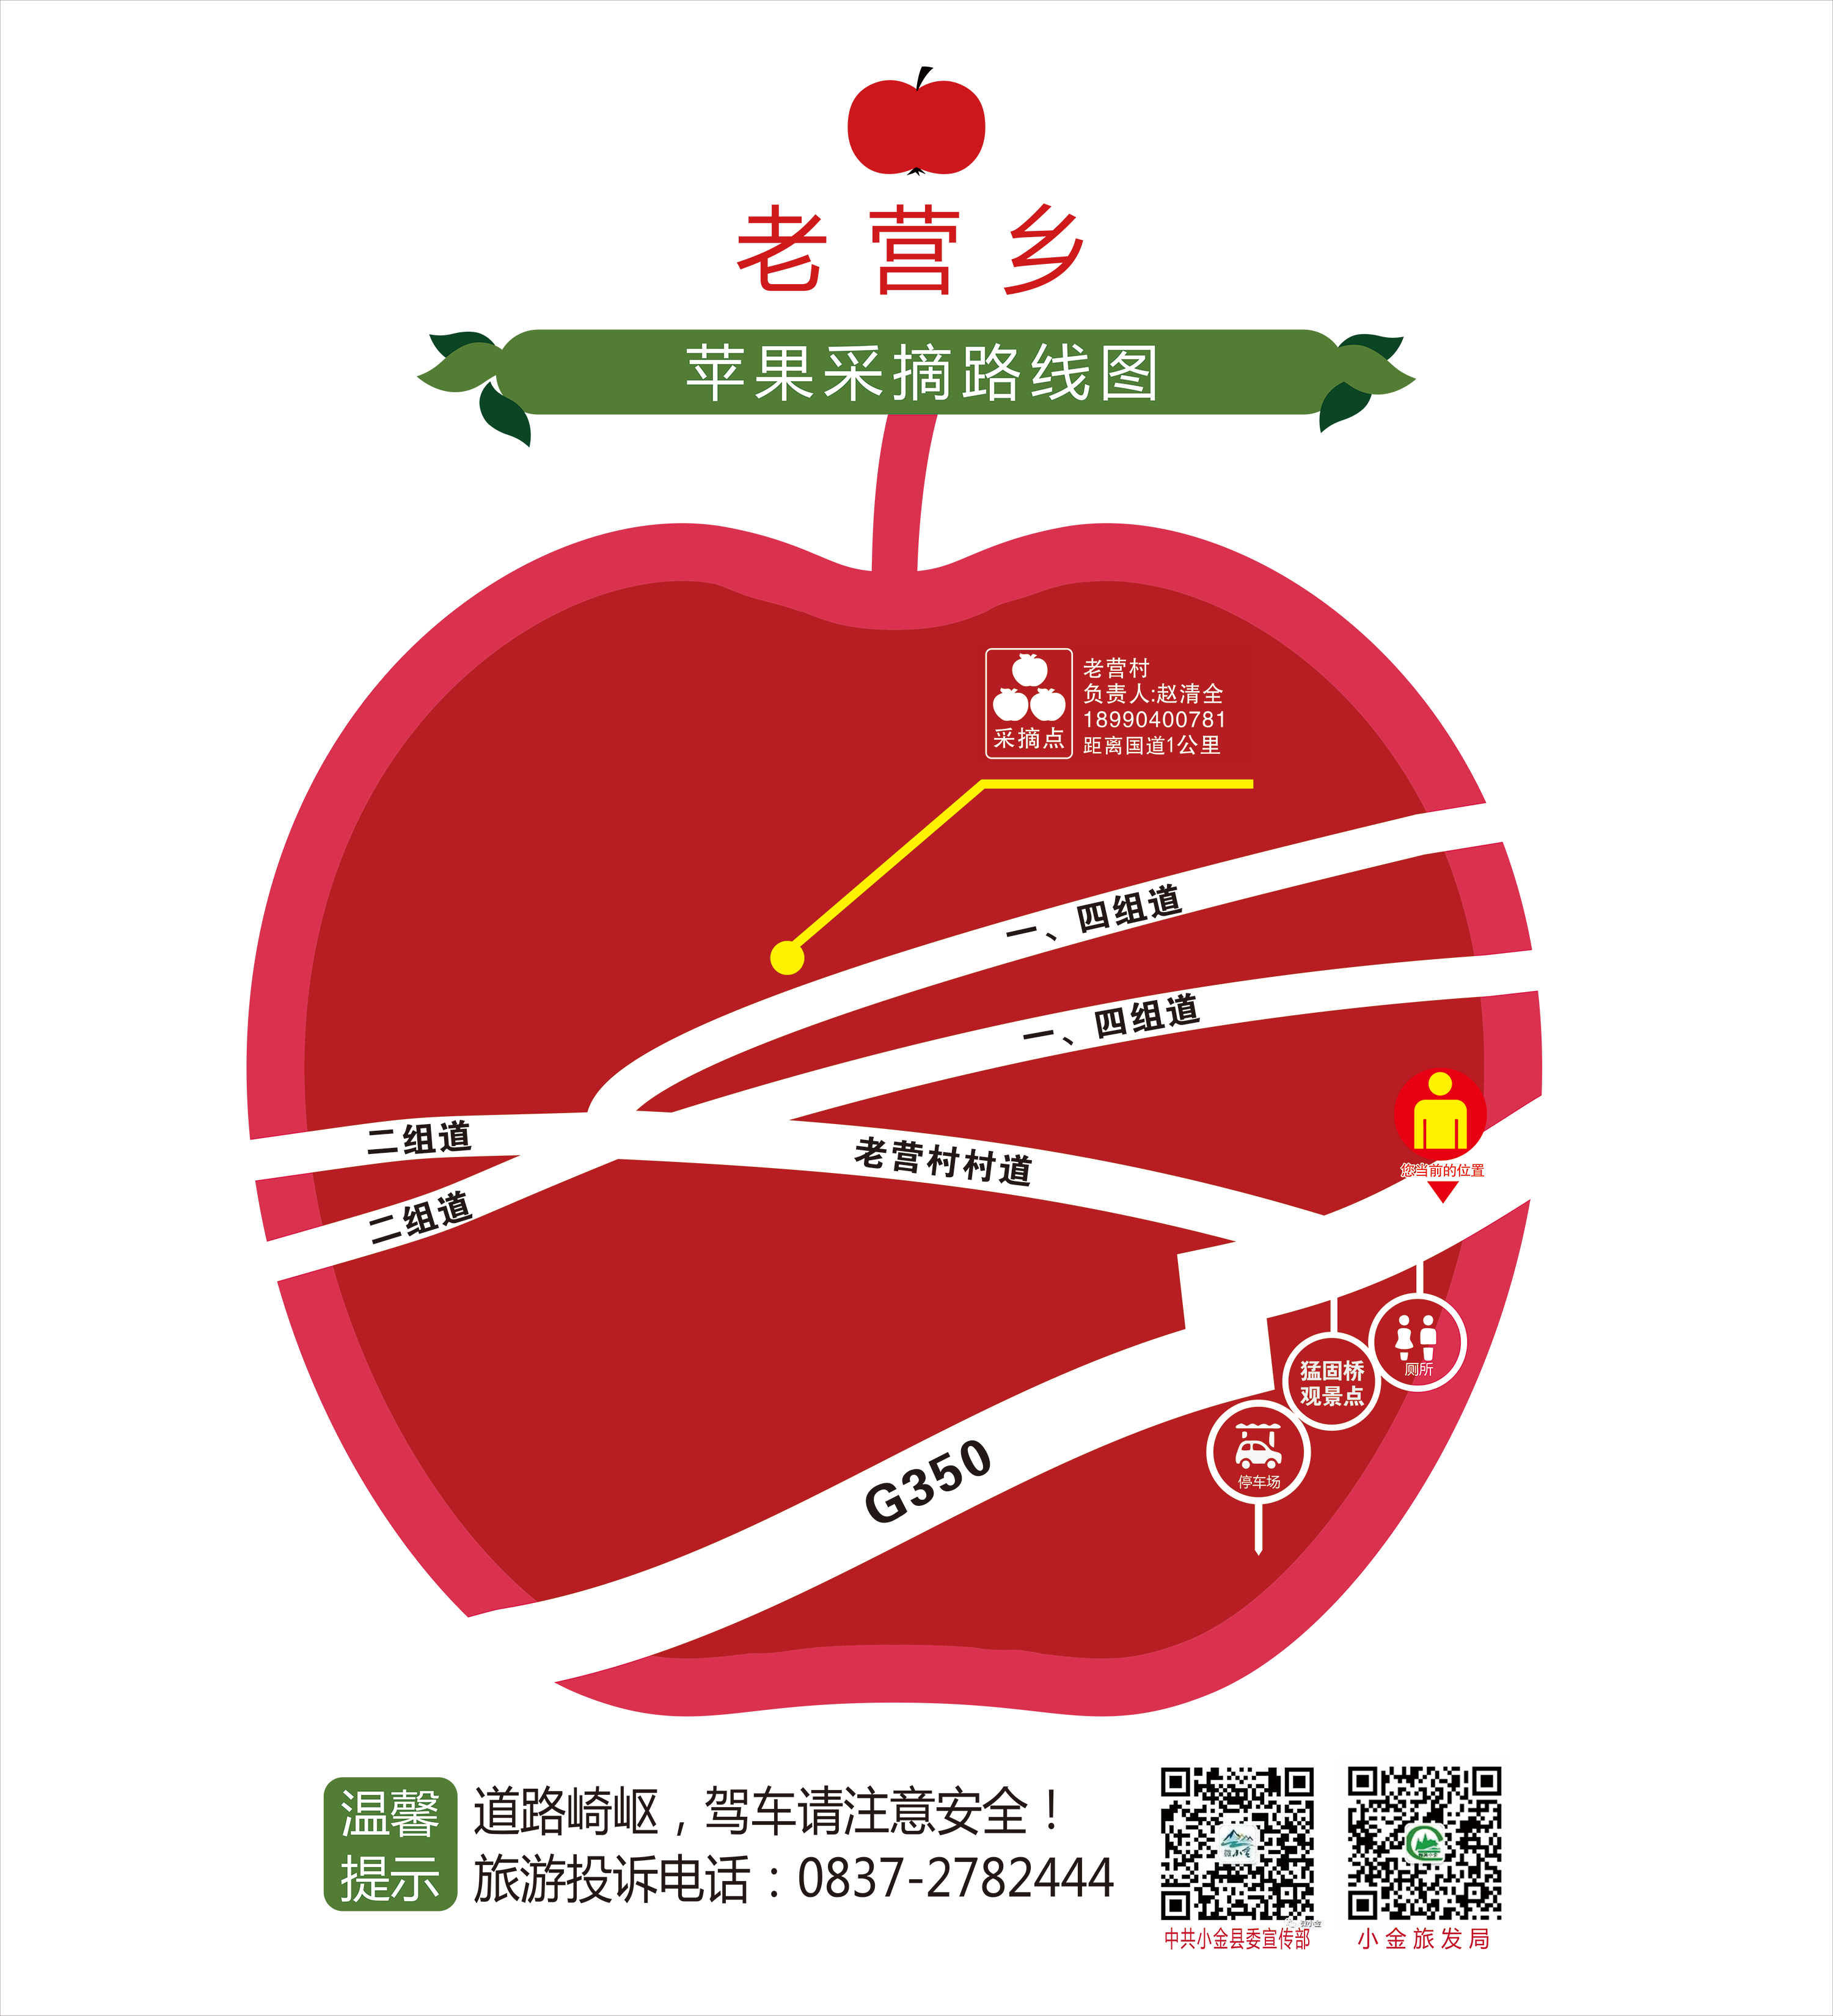 老营乡
苹果采摘路线图
采摘点
老营村
负责人:赵清全
18990400781
距离国道1公里
一、四组道
一、四组道
二组道
二组道
老营村村道
您当前的位置
厕所
猛固桥
观景点
停车场
G350
温馨
提示
道路崎岖，驾车请注意安全！
旅游投诉电话：0837-2782444
中共小金县委宣传部
小金旅发局